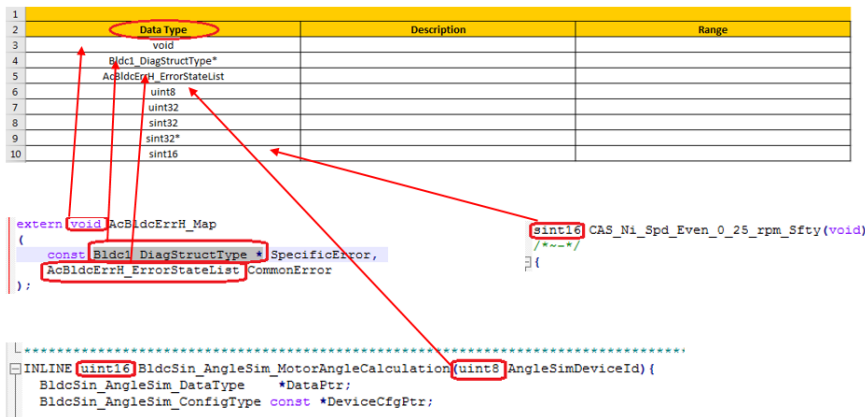 1
2 Data Type Description Range
3 void
4 Bldc1_DiagStructType*
5 AcBldcErrH_ErrorStateList
6 uint8
7 uint32
8 sint32
9 sint32*
10 sint16
extern void AcBldcErrH_Map
(
const Bldc1_DiagStructType * SpecificError,
AcBldcErrH_ErrorStateList CommonError
);
sint16 CAS_Ni_Spd_Even_0_25_rpm_Sfty(void)
/*~~*/
{
INLINE uint16 BldcSin_AngleSim_MotorAngleCalculation(uint8 AngleSimDeviceId){
BldcSin_AngleSim_DataType *DataPtr;
BldcSin_AngleSim_ConfigType const *DeviceCfgPtr;